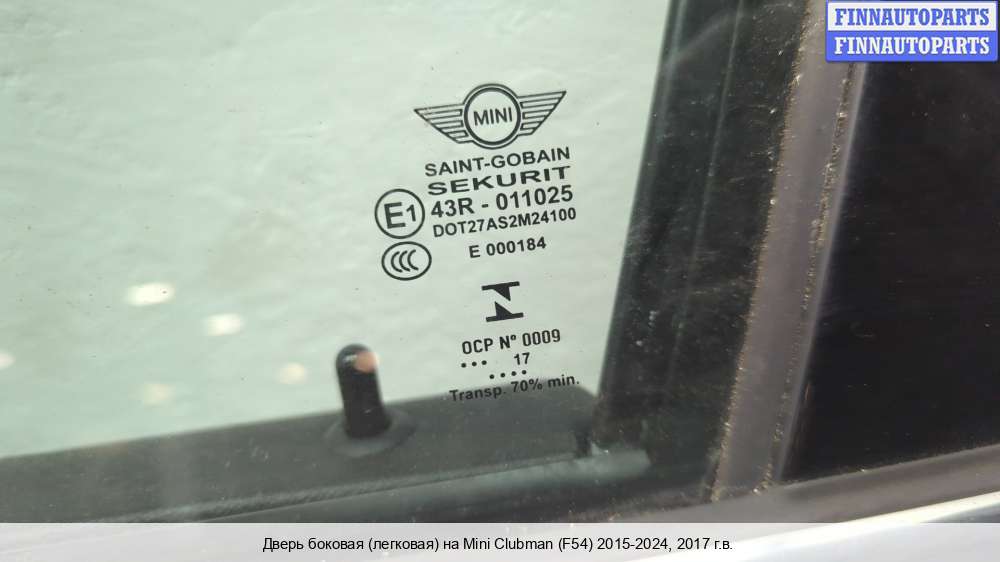 FINNAUTOPARTS
FINNAUTOPARTS
MINI
SAINT-GOBAIN
SEKURIT
E1 43R - 011025
DOT27AS2M24100
CCC E 000184
OCP Nº 0009
... 17
....
Transp. 70% min.
Дверь боковая (легковая) на Mini Clubman (F54) 2015-2024, 2017 г.в.